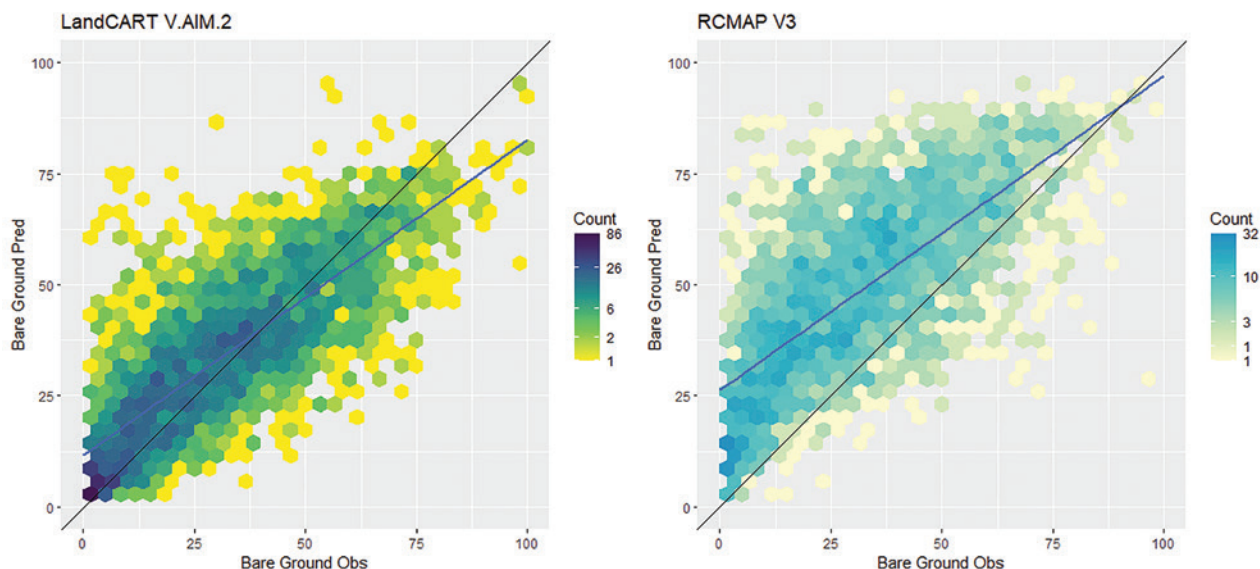 LandCART V.AIM.2
100
75
50
25
0
Bare Ground Pred
0 25 50 75 100
Bare Ground Obs
Count
86
26
6
2
1
RCMAP V3
100
75
50
25
0
Bare Ground Pred
0 25 50 75 100
Bare Ground Obs
Count
32
10
3
1
1